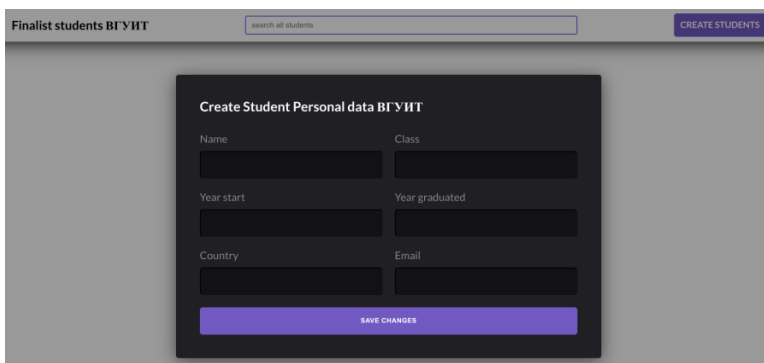 Finalist students ВГУИТ
search all students
CREATE STUDENTS
Create Student Personal data ВГУИТ
Name Class
Year start Year graduated
Country Email
SAVE CHANGES